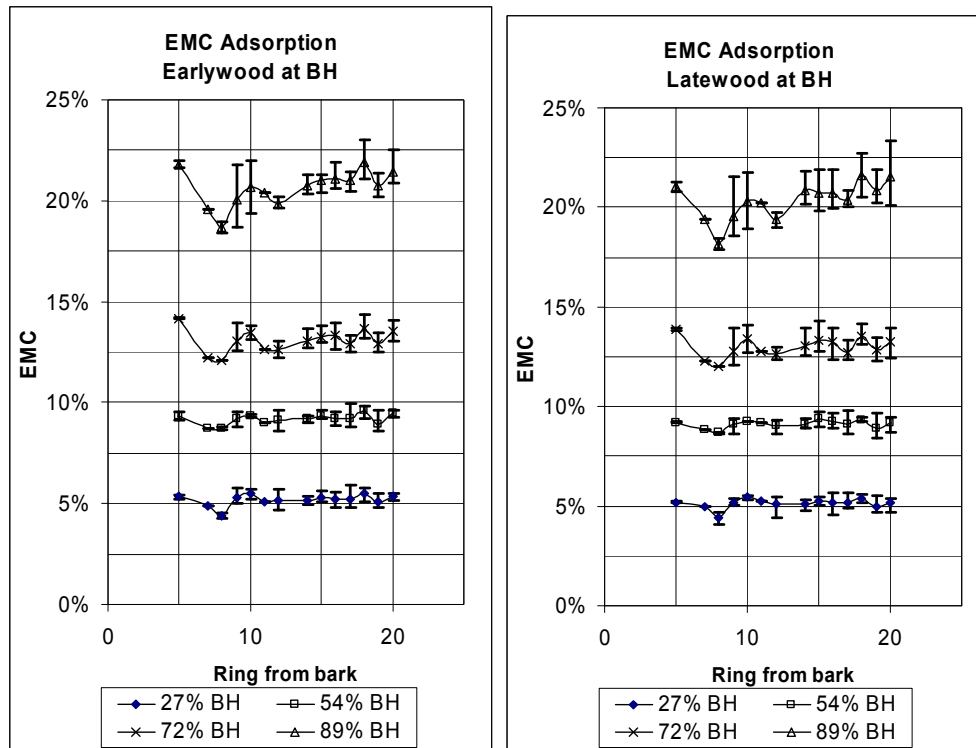 EMC Adsorption
Earlywood at BH
25%
20%
15%
10%
5%
0%
EMC
0 10 20
Ring from bark
27% BH 54% BH
72% BH 89% BH
EMC Adsorption
Latewood at BH
25%
20%
15%
10%
5%
0%
EMC
0 10 20
Ring from bark
27% BH 54% BH
72% BH 89% BH